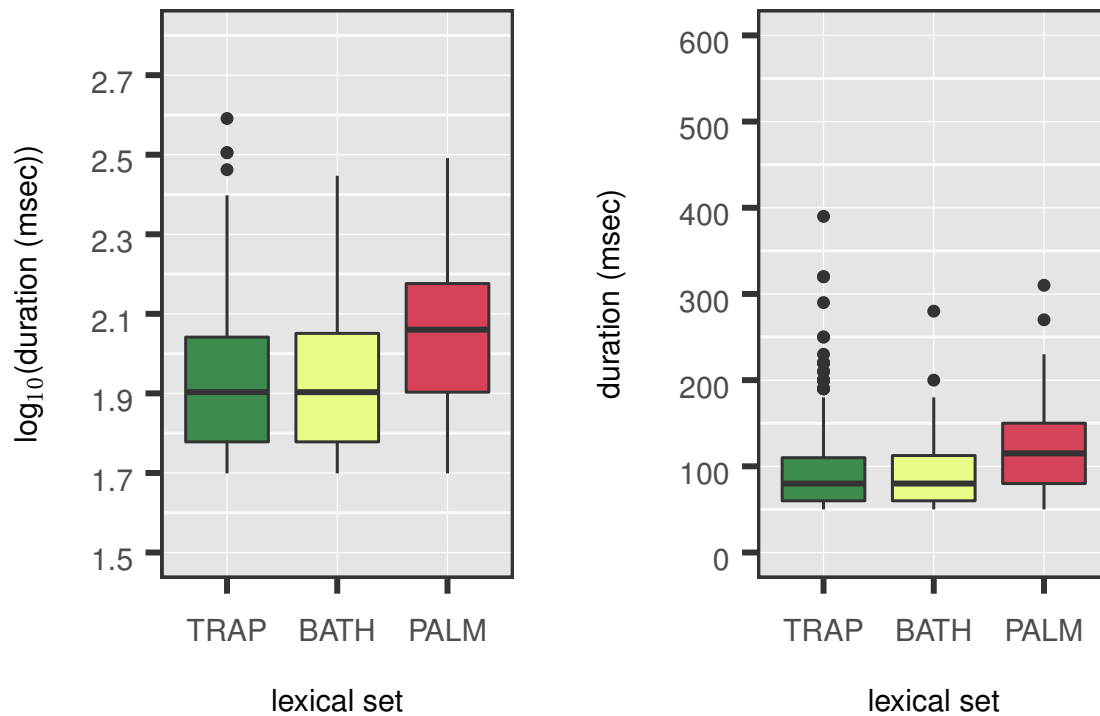 log10(duration (msec))
2.7
2.5
2.3
2.1
1.9
1.7
1.5
TRAP BATH PALM
lexical set
duration (msec)
600
500
400
300
200
100
0
TRAP BATH PALM
lexical set